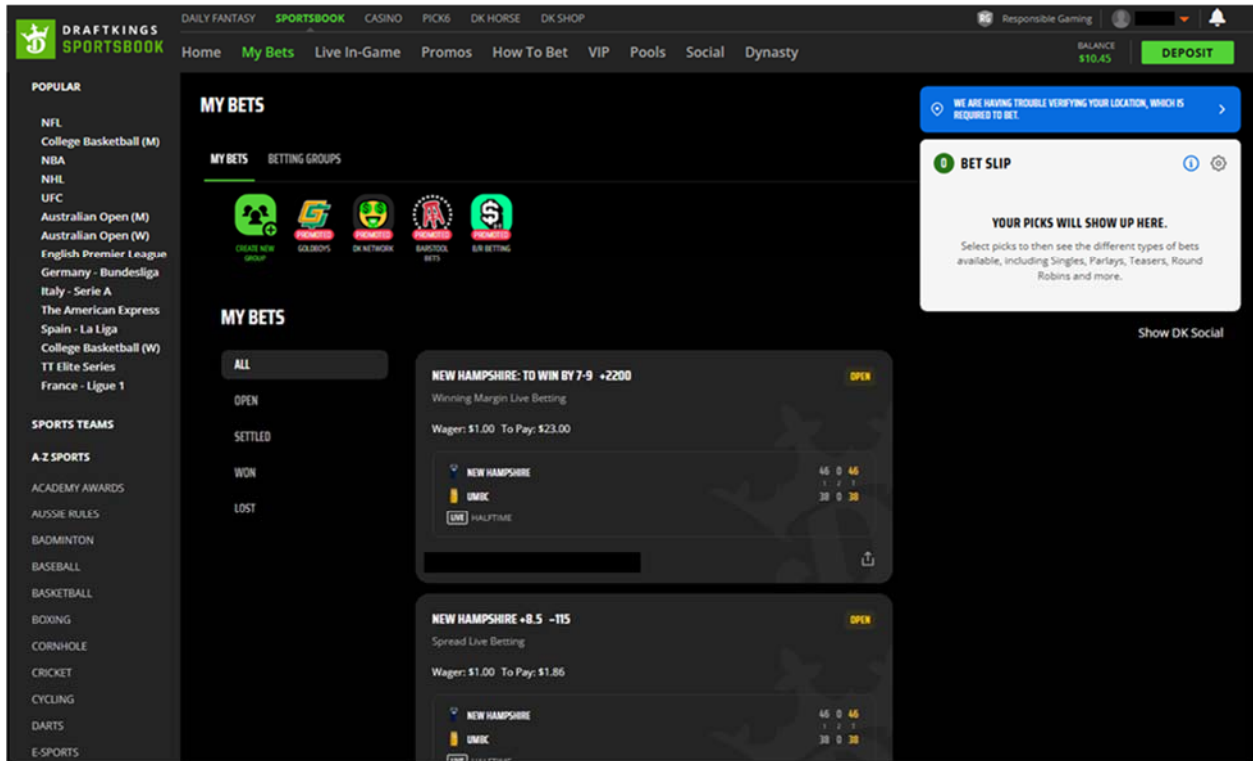 DRAFTKINGS
SPORTSBOOK
DAILY FANTASY SPORTSBOOK CASINO PICK6 DK HORSE DK SHOP
RG Responsible Gaming
Home My Bets Live In-Game Promos How To Bet VIP Pools Social Dynasty
BALANCE
$10.45
DEPOSIT
POPULAR
NFL
College Basketball (M)
NBA
NHL
UFC
Australian Open (M)
Australian Open (W)
English Premier League
Germany - Bundesliga
Italy - Serie A
The American Express
Spain - La Liga
College Basketball (W)
TT Elite Series
France - Ligue 1
SPORTS TEAMS
A-Z SPORTS
ACADEMY AWARDS
AUSSIE RULES
BADMINTON
BASEBALL
BASKETBALL
BOXING
CORNHOLE
CRICKET
CYCLING
DARTS
E-SPORTS
MY BETS
MY BETS BETTING GROUPS
PROMOTED PROMOTED PROMOTED PROMOTED
CREATE NEW GROUP
GOLDBOYS
DK NETWORK
BARSTOOL BETS
B/R BETTING
MY BETS
ALL
OPEN
SETTLED
WON
LOST
NEW HAMPSHIRE: TO WIN BY 7-9 +2200 OPEN
Winning Margin Live Betting
Wager: $1.00 To Pay: $23.00
NEW HAMPSHIRE 46 0 46
1 2 T
UMBC 38 0 38
LIVE HALFTIME
NEW HAMPSHIRE +8.5 -115 OPEN
Spread Live Betting
Wager: $1.00 To Pay: $1.86
NEW HAMPSHIRE 46 0 46
1 2 T
UMBC 38 0 38
LIVE HALFTIME
WE ARE HAVING TROUBLE VERIFYING YOUR LOCATION, WHICH IS
REQUIRED TO BET.
0 BET SLIP
YOUR PICKS WILL SHOW UP HERE.
Select picks to then see the different types of bets
available, including Singles, Parlays, Teasers, Round
Robins and more.
Show DK Social